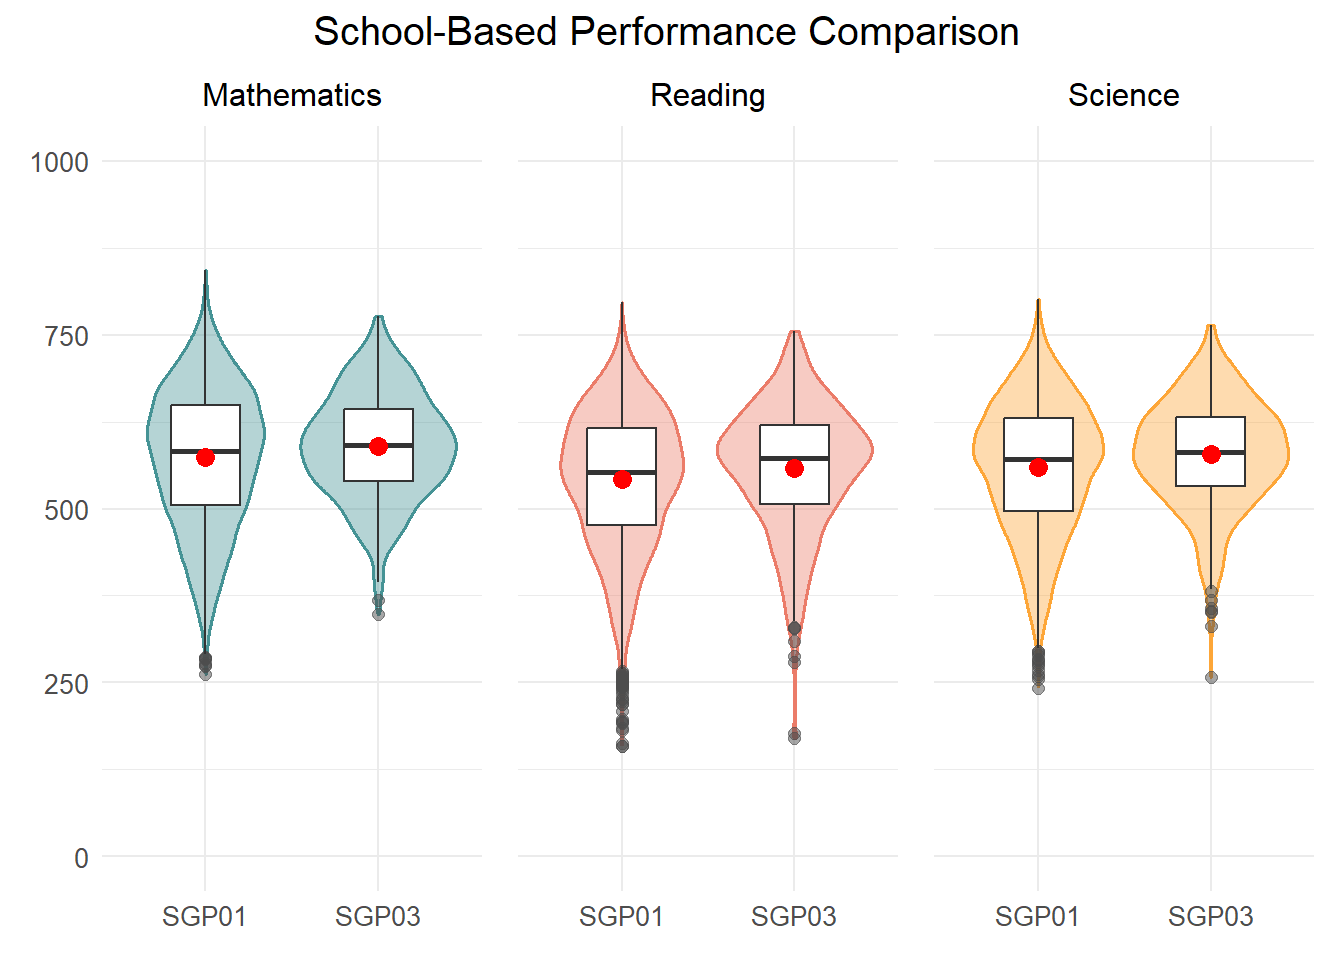 School-Based Performance Comparison
Mathematics Reading Science
1000
750
500
250
0
SGP01 SGP03 SGP01 SGP03 SGP01 SGP03